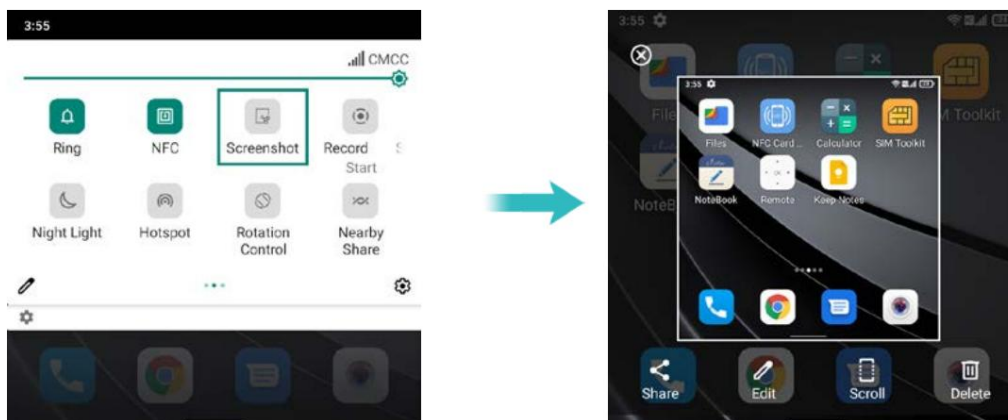 3:55
CMCC
Ring
NFC
Screenshot
Record
Start
Night Light
Hotspot
Rotation
Control
Nearby
Share
3:55
File
M Toolkit
NoteB
3:55
Files
NFC Card...
Calculator
SIM Toolkit
NoteBook
Remote
Keep Notes
Share
Edit
Scroll
Delete